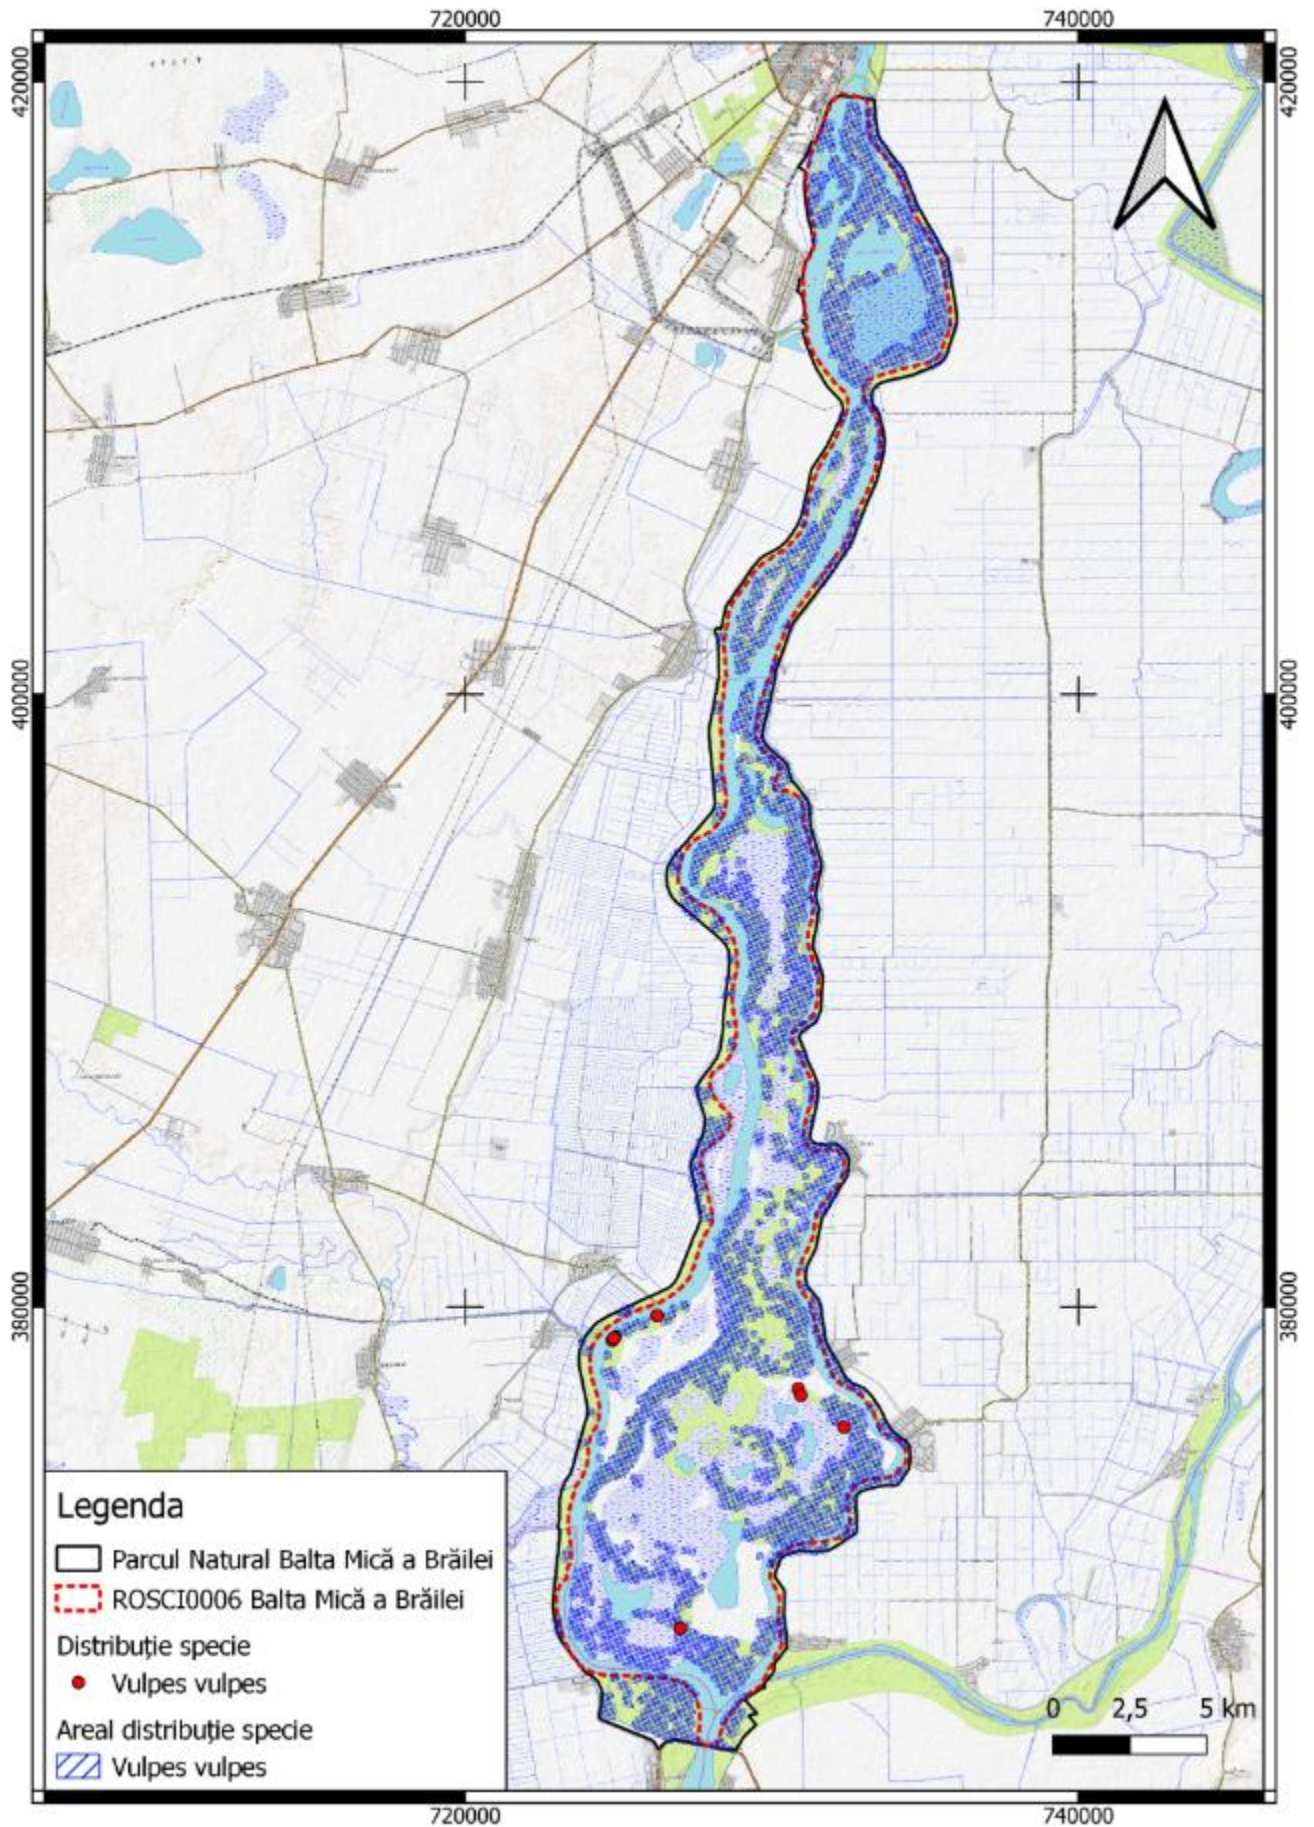 720000
740000
420000
420000
400000
400000
380000
380000
Legenda
Parcul Natural Balta Mică a Brăilei
ROSCI0006 Balta Mică a Brăilei
Distribuție specie
Vulpes vulpes
Areal distribuție specie
Vulpes vulpes
0 2,5 5 km
720000
740000